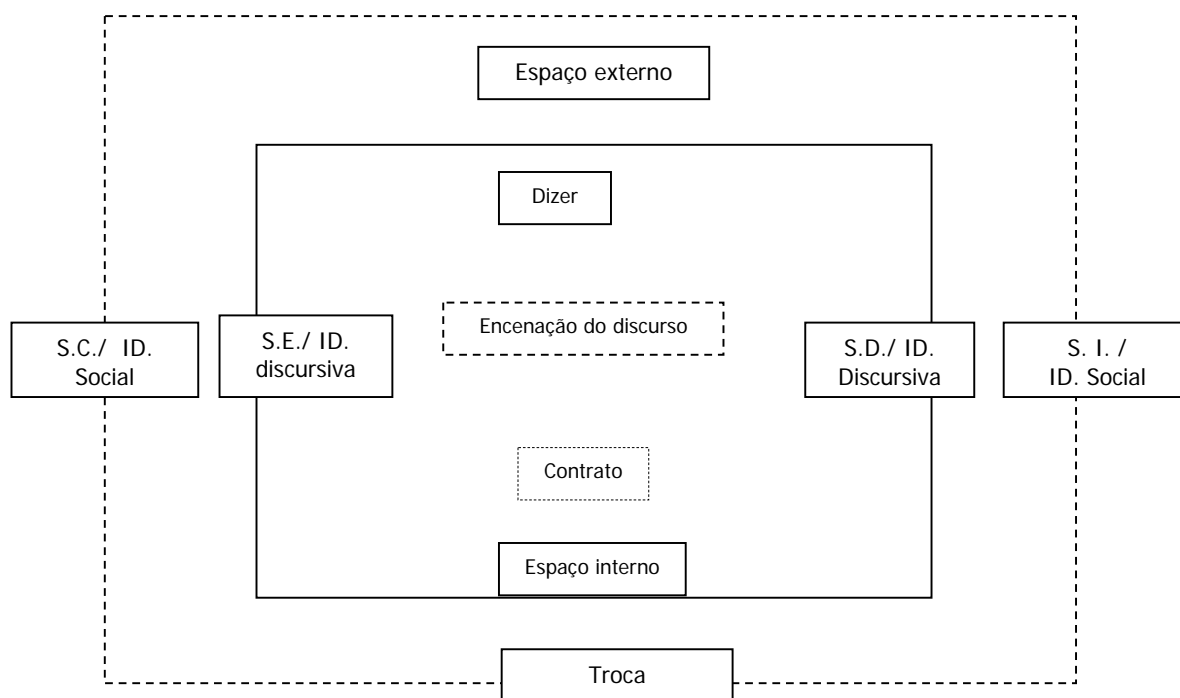 Espaço externo
Dizer
Encenação do discurso
S.C./ ID.
Social
S.E./ ID.
discursiva
S.D./ ID.
Discursiva
S. I. /
ID. Social
Contrato
Espaço interno
Troca